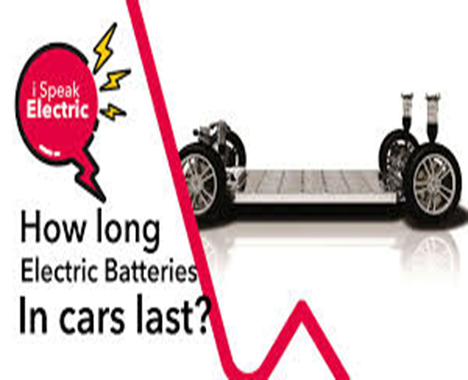 i Speak
Electric
How long
Electric Batteries
In cars last?